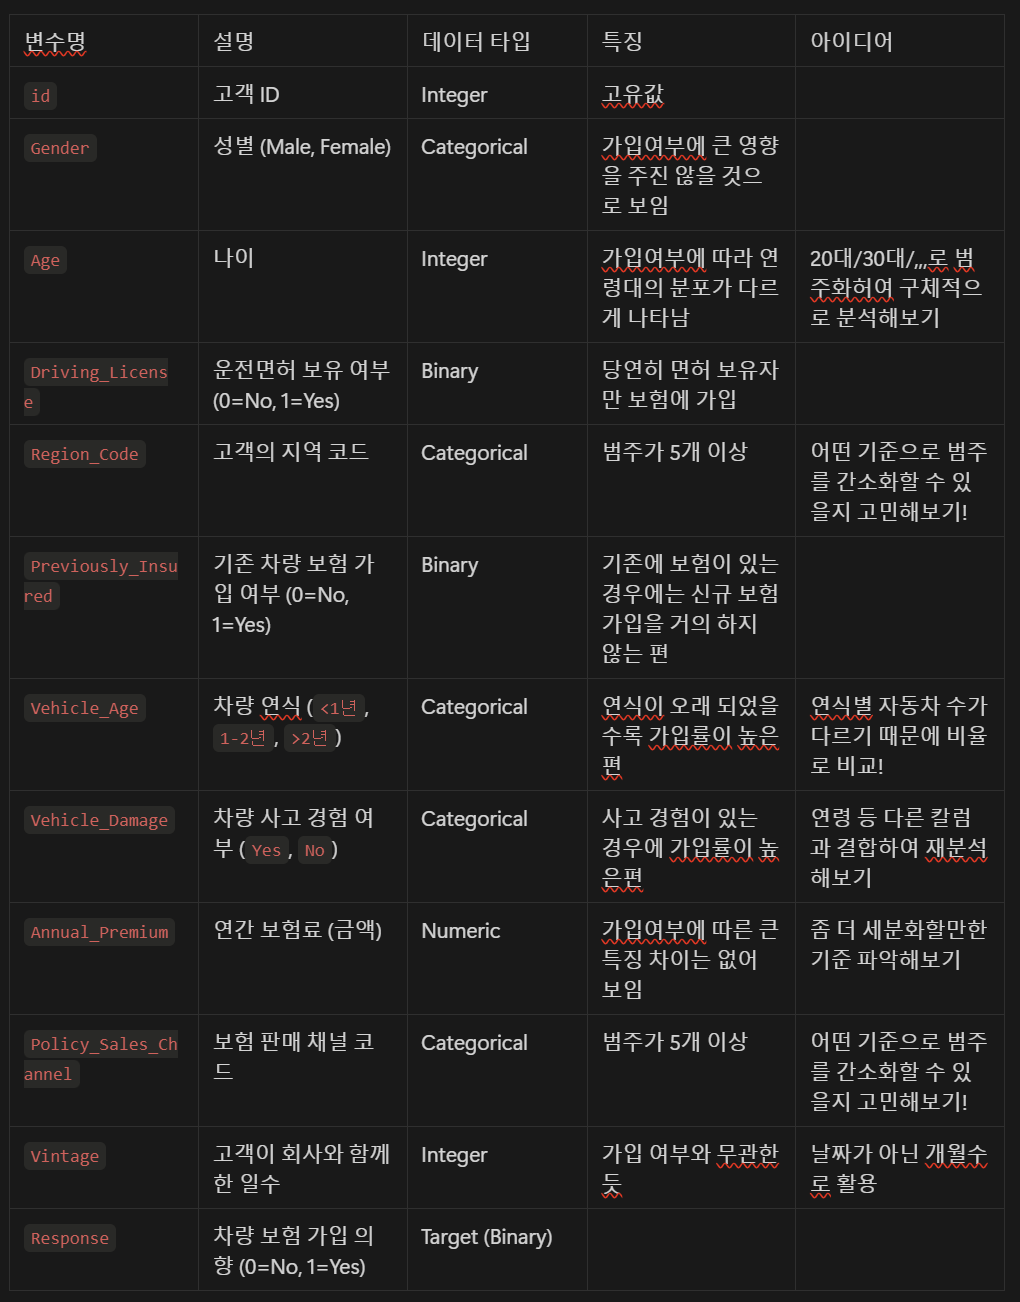 변수명 설명 데이터 타입 특징 아이디어
id 고객 ID Integer 고유값
Gender 성별 (Male, Female) Categorical 가입여부에 큰 영향
을 주진 않을 것으
로 보임
Age 나이 Integer 가입여부에 따라 연 20대/30대/,,,로 범
령대의 분포가 다르 주화허여 구체적으
게 나타남 로 분석해보기
Driving_Licens 운전면허 보유 여부 Binary 당연히 면허 보유자
e (0=No, 1=Yes) 만 보험에 가입
Region_Code 고객의 지역 코드 Categorical 범주가 5개 이상 어떤 기준으로 범주
를 간소화할 수 있
을지 고민해보기!
Previously_Insu 기존 차량 보험 가 Binary 기존에 보험이 있는
red 입 여부 (0=No, 경우에는 신규 보험
1=Yes) 가입을 거의 하지
않는 편
Vehicle_Age 차량 연식 (<1년, Categorical 연식이 오래 되었을 연식별 자동차 수가
1-2년, >2년) 수록 가입률이 높은 다르기 때문에 비율
편 로 비교!
Vehicle_Damage 차량 사고 경험 여 Categorical 사고 경험이 있는 연령 등 다른 칼럼
부 (Yes, No) 경우에 가입률이 높 과 결합하여 재분석
은편 해보기
Annual_Premium 연간 보험료 (금액) Numeric 가입여부에 따른 큰 좀 더 세분화할만한
특징 차이는 없어 기준 파악해보기
보임
Policy_Sales_Ch 보험 판매 채널 코 Categorical 범주가 5개 이상 어떤 기준으로 범주
annel 드 를 간소화할 수 있
을지 고민해보기!
Vintage 고객이 회사와 함께 Integer 가입 여부와 무관한 날짜가 아닌 개월수
한 일수 듯 로 활용
Response 차량 보험 가입 의 Target (Binary)
향 (0=No, 1=Yes)